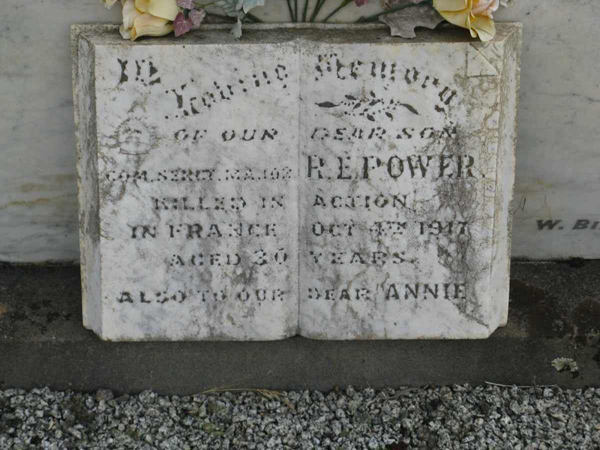 In Loving Memory
OF OUR DEAR SON
COM. SERGT. MAJOR R. E. POWER.
KILLED IN ACTION
IN FRANCE OCT 4TH 1917
AGED 30 YEARS.
ALSO TO OUR DEAR ANNIE
W. B